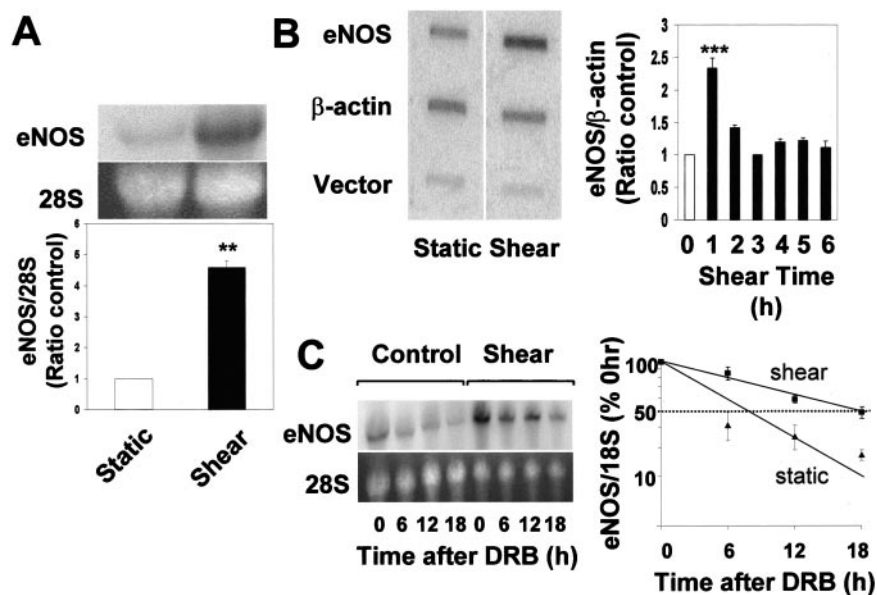 A
eNOS
28S
eNOS/28S
(Ratio control)
6
5
4
3
2
1
0
**
Static
Shear
B
eNOS
β-actin
Vector
Static Shear
eNOS/β-actin
(Ratio control)
3
2.5
2
1.5
1
0.5
0
***
0 1 2 3 4 5 6
Shear Time
(h)
C
Control Shear
eNOS
28S
0 6 12 18 0 6 12 18
Time after DRB (h)
eNOS/18S (% 0hr)
100
50
10
shear
static
0 6 12 18
Time after DRB (h)